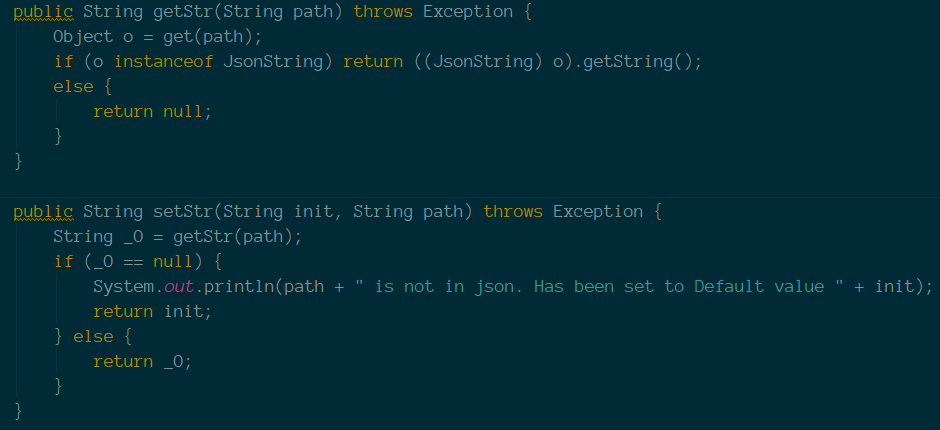 public String getStr(String path) throws Exception {
    Object o = get(path);
    if (o instanceof JsonString) return ((JsonString) o).getString();
    else {
        return null;
    }
}
public String setStr(String init, String path) throws Exception {
    String _O = getStr(path);
    if (_O == null) {
        System.out.println(path + " is not in json. Has been set to Default value " + init);
        return init;
    } else {
        return _O;
    }
}